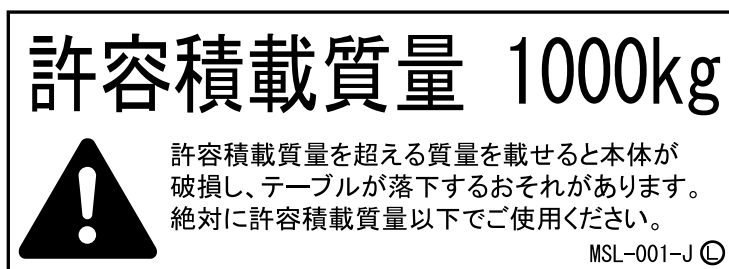 許容積載質量 1000kg
許容積載質量を超える質量を載せると本体が
破損し、テーブルが落下するおそれがあります。
絶対に許容積載質量以下でご使用ください。
MSL-001-J Ⓛ